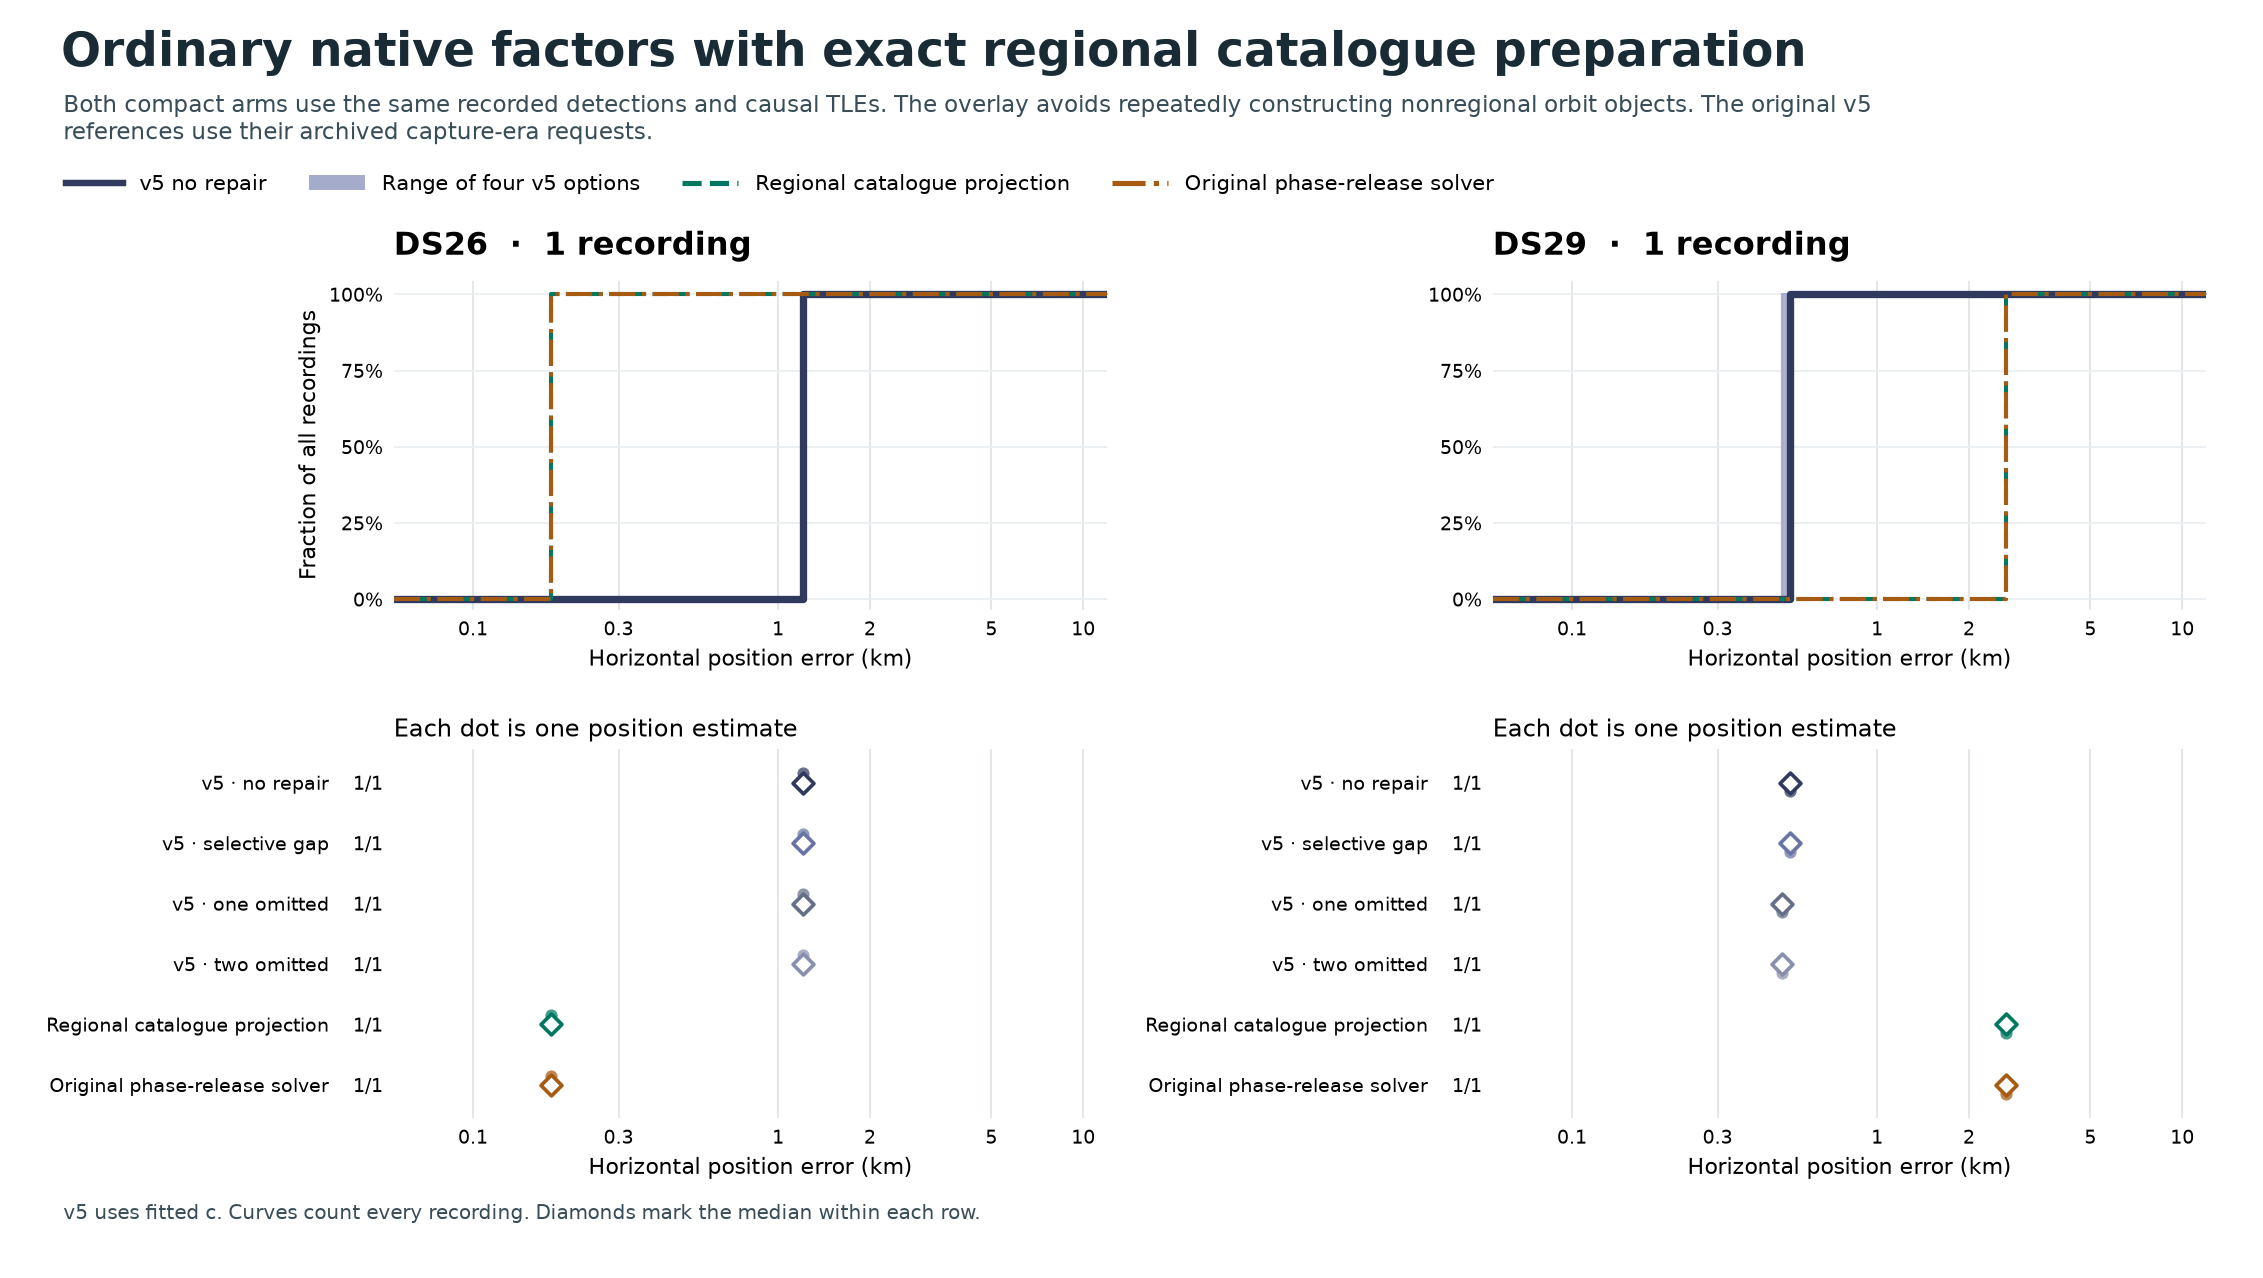 Ordinary native factors with exact regional catalogue preparation
Both compact arms use the same recorded detections and causal TLEs. The overlay avoids repeatedly constructing nonregional orbit objects. The original v5
references use their archived capture-era requests.
v5 no repair
Range of four v5 options
Regional catalogue projection
Original phase-release solver
DS26 · 1 recording
Fraction of all recordings
100%
75%
50%
25%
0%
0.1 0.3 1 2 5 10
Horizontal position error (km)
DS29 · 1 recording
100%
75%
50%
25%
0%
0.1 0.3 1 2 5 10
Horizontal position error (km)
Each dot is one position estimate
v5 · no repair 1/1
v5 · selective gap 1/1
v5 · one omitted 1/1
v5 · two omitted 1/1
Regional catalogue projection 1/1
Original phase-release solver 1/1
0.1 0.3 1 2 5 10
Horizontal position error (km)
Each dot is one position estimate
v5 · no repair 1/1
v5 · selective gap 1/1
v5 · one omitted 1/1
v5 · two omitted 1/1
Regional catalogue projection 1/1
Original phase-release solver 1/1
0.1 0.3 1 2 5 10
Horizontal position error (km)
v5 uses fitted c. Curves count every recording. Diamonds mark the median within each row.